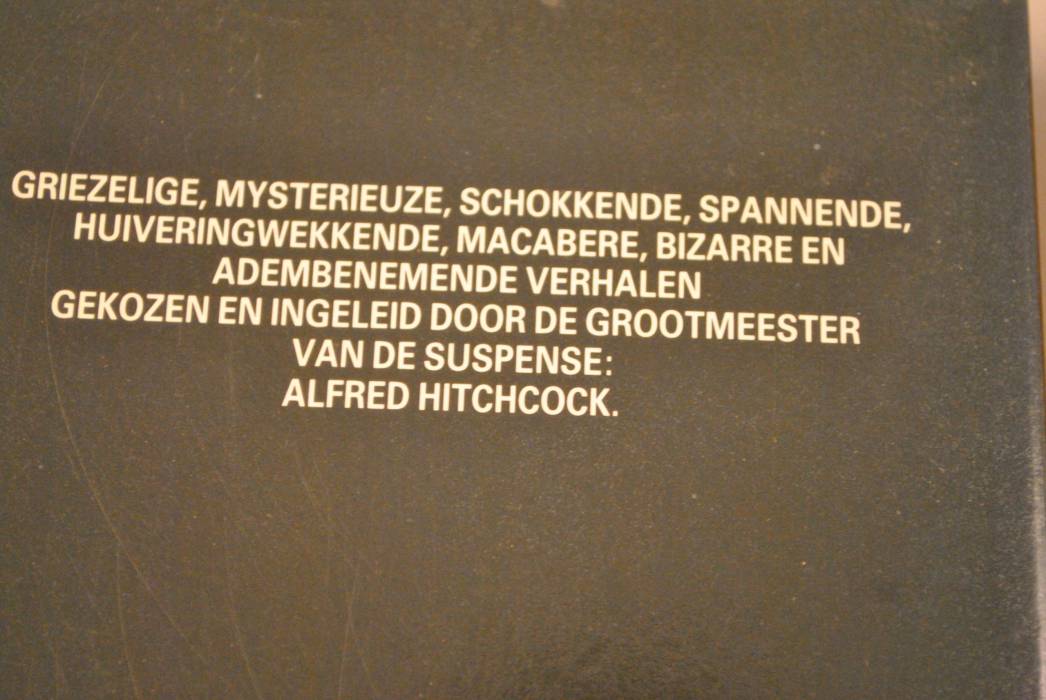 GRIEZELIGE, MYSTERIEUZE, SCHOKKENDE, SPANNENDE,
HUIVERINGWEKKENDE, MACABERE, BIZARRE EN
ADEMBENEMENDE VERHALEN
GEKOZEN EN INGELEID DOOR DE GROOTMEESTER
VAN DE SUSPENSE:
ALFRED HITCHCOCK.